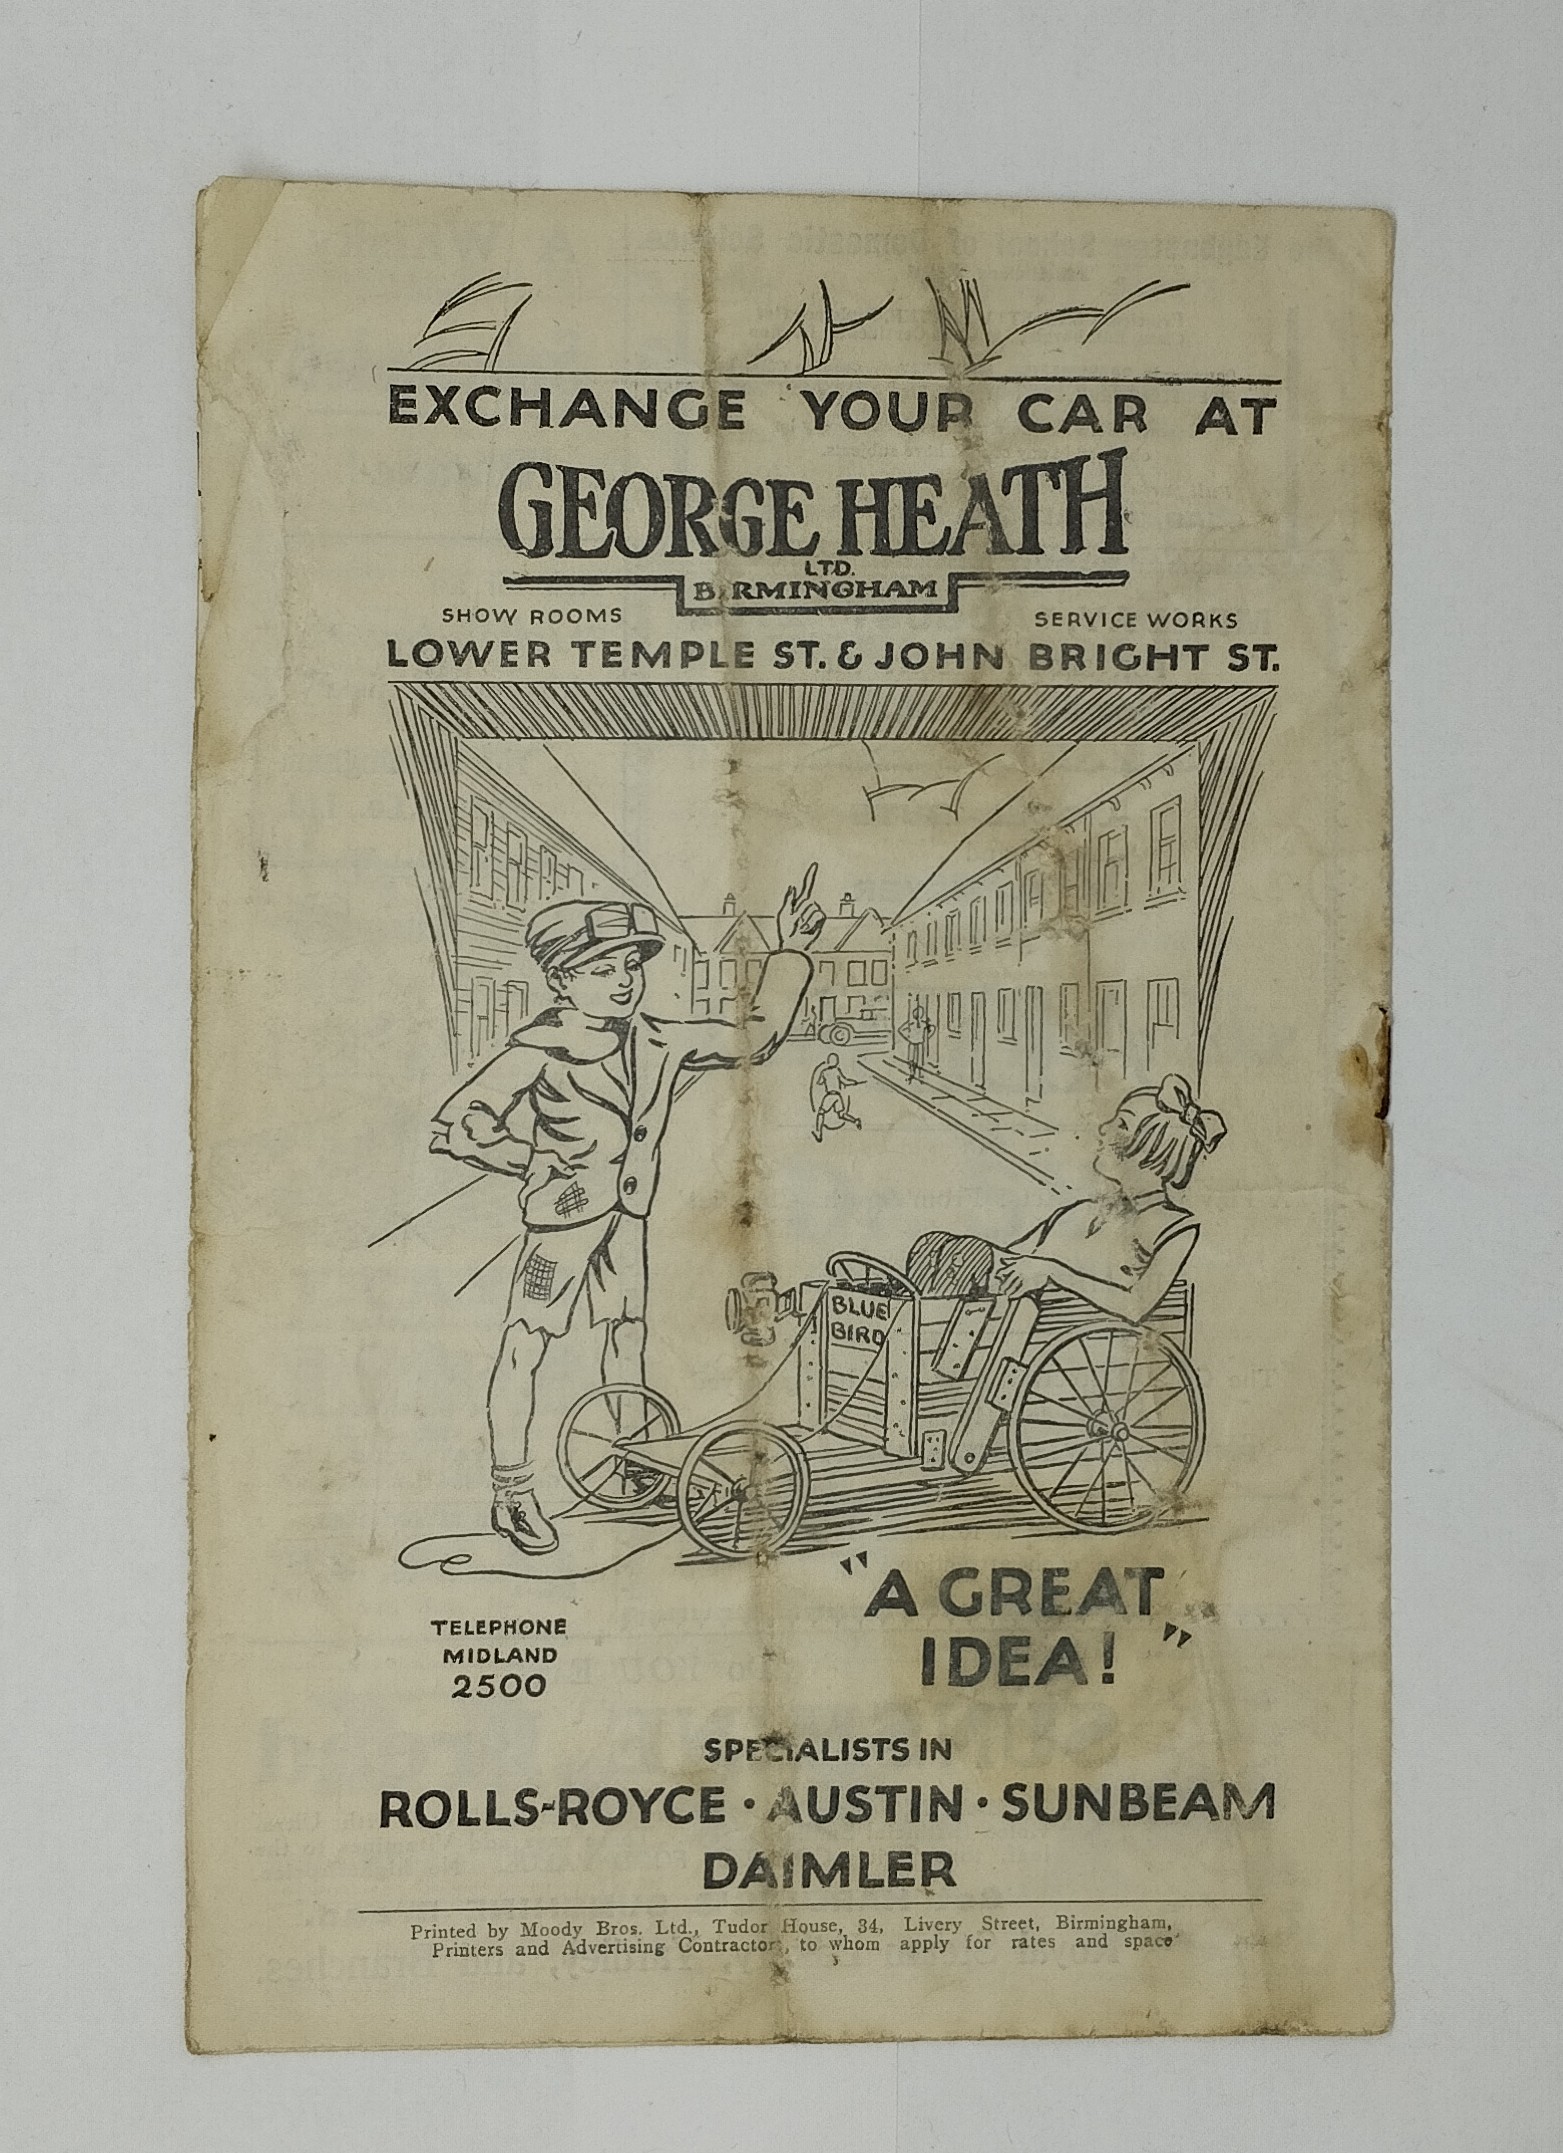 EXCHANGE YOUR CAR AT
GEORGE HEATH
LTD.
BIRMINGHAM
SHOW ROOMS SERVICE WORKS
LOWER TEMPLE ST. & JOHN BRIGHT ST.
BLUE
BIRD
"A GREAT
IDEA!"
TELEPHONE
MIDLAND
2500
SPECIALISTS IN
ROLLS-ROYCE • AUSTIN • SUNBEAM
DAIMLER
Printed by Moody Bros. Ltd., Tudor House, 34, Livery Street, Birmingham,
Printers and Advertising Contractors, to whom apply for rates and space